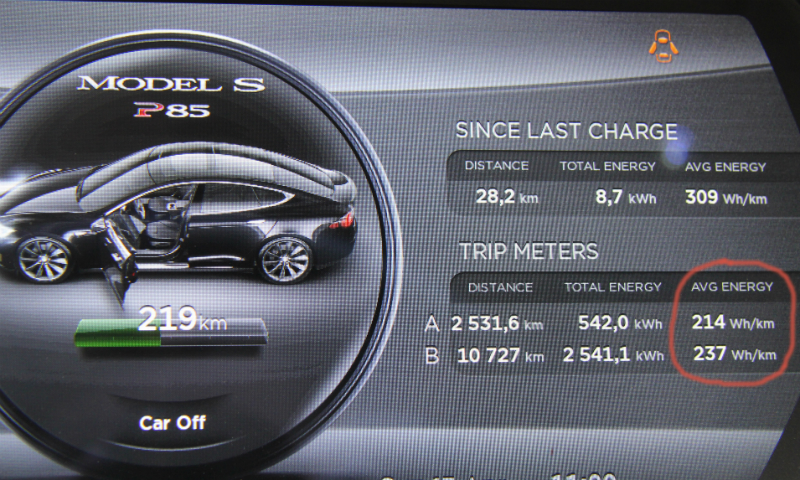 MODEL S
P85
219 km
Car Off
SINCE LAST CHARGE
DISTANCE TOTAL ENERGY AVG ENERGY
28,2 km 8,7 kWh 309 Wh/km
TRIP METERS
DISTANCE TOTAL ENERGY AVG ENERGY
A 2 531,6 km 542,0 kWh 214 Wh/km
B 10 727 km 2 541,1 kWh 237 Wh/km